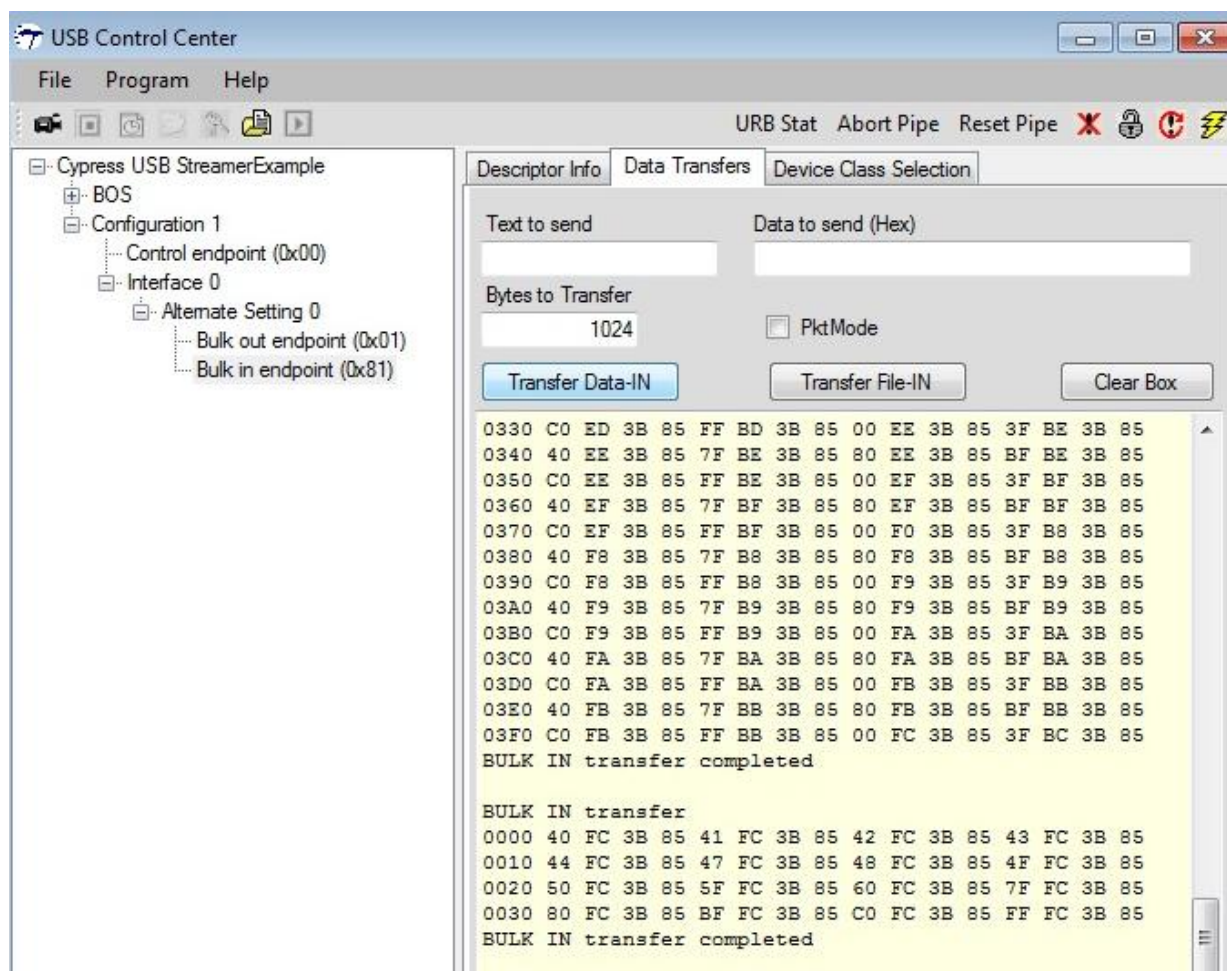 USB Control Center
File Program Help
URB Stat Abort Pipe Reset Pipe
Cypress USB StreamerExample
BOS
Configuration 1
Control endpoint (0x00)
Interface 0
Alternate Setting 0
Bulk out endpoint (0x01)
Bulk in endpoint (0x81)
Descriptor Info Data Transfers Device Class Selection
Text to send Data to send (Hex)
Bytes to Transfer
1024 PktMode
Transfer Data-IN Transfer File-IN Clear Box
0330 C0 ED 3B 85 FF BD 3B 85 00 EE 3B 85 3F BE 3B 85
0340 40 EE 3B 85 7F BE 3B 85 80 EE 3B 85 BF BE 3B 85
0350 C0 EE 3B 85 FF BE 3B 85 00 EF 3B 85 3F BF 3B 85
0360 40 EF 3B 85 7F BF 3B 85 80 EF 3B 85 BF BF 3B 85
0370 C0 EF 3B 85 FF BF 3B 85 00 F0 3B 85 3F B8 3B 85
0380 40 F8 3B 85 7F B8 3B 85 80 F8 3B 85 BF B8 3B 85
0390 C0 F8 3B 85 FF B8 3B 85 00 F9 3B 85 3F B9 3B 85
03A0 40 F9 3B 85 7F B9 3B 85 80 F9 3B 85 BF B9 3B 85
03B0 C0 F9 3B 85 FF B9 3B 85 00 FA 3B 85 3F BA 3B 85
03C0 40 FA 3B 85 7F BA 3B 85 80 FA 3B 85 BF BA 3B 85
03D0 C0 FA 3B 85 FF BA 3B 85 00 FB 3B 85 3F BB 3B 85
03E0 40 FB 3B 85 7F BB 3B 85 80 FB 3B 85 BF BB 3B 85
03F0 C0 FB 3B 85 FF BB 3B 85 00 FC 3B 85 3F BC 3B 85
BULK IN transfer completed
BULK IN transfer
0000 40 FC 3B 85 41 FC 3B 85 42 FC 3B 85 43 FC 3B 85
0010 44 FC 3B 85 47 FC 3B 85 48 FC 3B 85 4F FC 3B 85
0020 50 FC 3B 85 5F FC 3B 85 60 FC 3B 85 7F FC 3B 85
0030 80 FC 3B 85 BF FC 3B 85 C0 FC 3B 85 FF FC 3B 85
BULK IN transfer completed